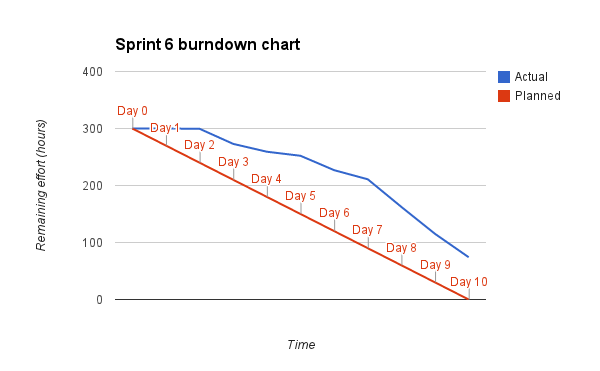 Sprint 6 burndown chart
400
300
200
100
0
Remaining effort (hours)
Day 0
Day 1
Day 2
Day 3
Day 4
Day 5
Day 6
Day 7
Day 8
Day 9
Day 10
Time
Actual
Planned